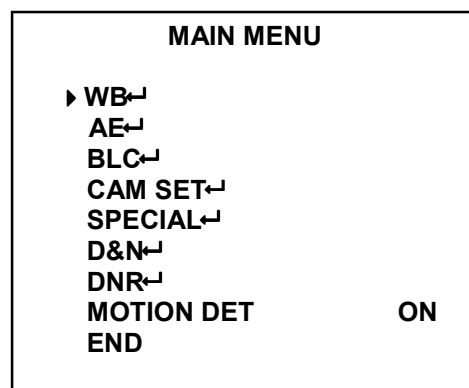 MAIN MENU
▶ WB↵
AE↵
BLC↵
CAM SET↵
SPECIAL↵
D&N↵
DNR↵
MOTION DET ON
END